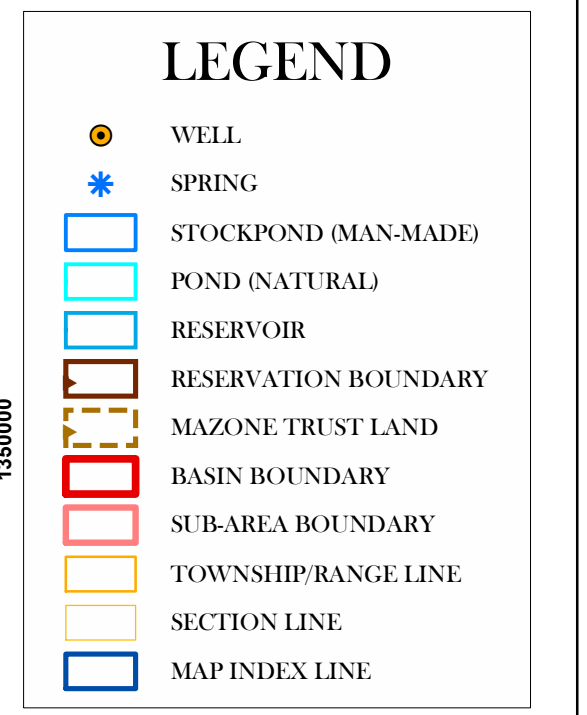 LEGEND
WELL
SPRING
STOCKPOND (MAN-MADE)
POND (NATURAL)
RESERVOIR
RESERVATION BOUNDARY
MAZONE TRUST LAND
BASIN BOUNDARY
SUB-AREA BOUNDARY
TOWNSHIP/RANGE LINE
SECTION LINE
MAP INDEX LINE
1350000